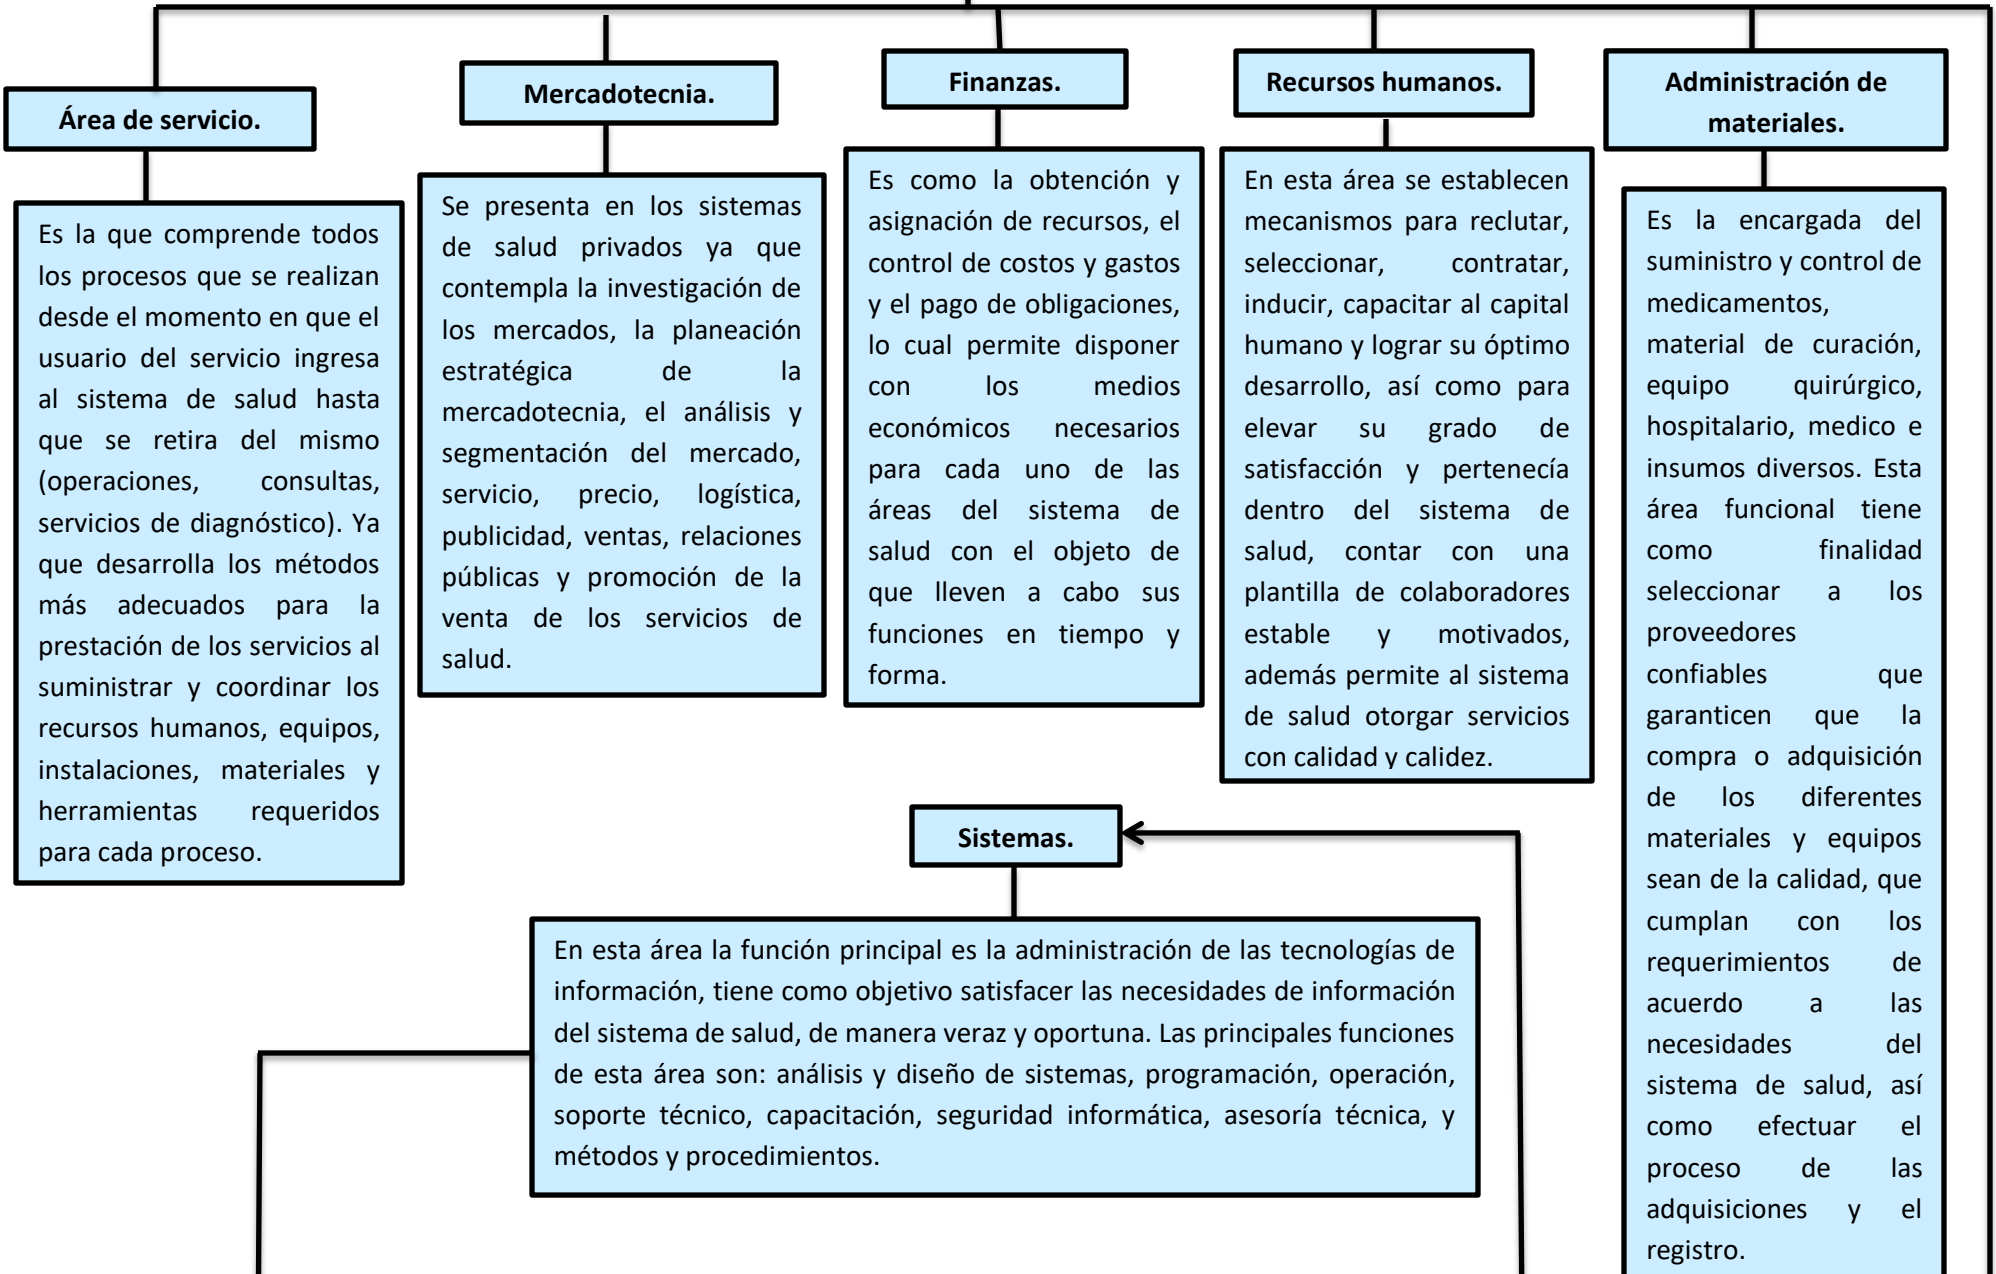 Área de servicio.
Es la que comprende todos
los procesos que se realizan
desde el momento en que el
usuario del servicio ingresa
al sistema de salud hasta
que se retira del mismo
(operaciones, consultas,
servicios de diagnóstico). Ya
que desarrolla los métodos
más adecuados para la
prestación de los servicios al
suministrar y coordinar los
recursos humanos, equipos,
instalaciones, materiales y
herramientas requeridos
para cada proceso.
Mercadotecnia.
Se presenta en los sistemas
de salud privados ya que
contempla la investigación de
los mercados, la planeación
estratégica de la
mercadotecnia, el análisis y
segmentación del mercado,
servicio, precio, logística,
publicidad, ventas, relaciones
públicas y promoción de la
venta de los servicios de
salud.
Finanzas.
Es como la obtención y
asignación de recursos, el
control de costos y gastos
y el pago de obligaciones,
lo cual permite disponer
con los medios
económicos necesarios
para cada uno de las
áreas del sistema de
salud con el objeto de
que lleven a cabo sus
funciones en tiempo y
forma.
Recursos humanos.
En esta área se establecen
mecanismos para reclutar,
seleccionar, contratar,
inducir, capacitar al capital
humano y lograr su óptimo
desarrollo, así como para
elevar su grado de
satisfacción y pertenecía
dentro del sistema de
salud, contar con una
plantilla de colaboradores
estable y motivados,
además permite al sistema
de salud otorgar servicios
con calidad y calidez.
Administración de
materiales.
Es la encargada del
suministro y control de
medicamentos,
material de curación,
equipo quirúrgico,
hospitalario, medico e
insumos diversos. Esta
área funcional tiene
como finalidad
seleccionar a los
proveedores
confiables que
garanticen que la
compra o adquisición
de los diferentes
materiales y equipos
sean de la calidad, que
cumplan con los
requerimientos de
acuerdo a las
necesidades del
sistema de salud, así
como efectuar el
proceso de las
adquisiciones y el
registro.
Sistemas.
En esta área la función principal es la administración de las tecnologías de
información, tiene como objetivo satisfacer las necesidades de información
del sistema de salud, de manera veraz y oportuna. Las principales funciones
de esta área son: análisis y diseño de sistemas, programación, operación,
soporte técnico, capacitación, seguridad informática, asesoría técnica, y
métodos y procedimientos.